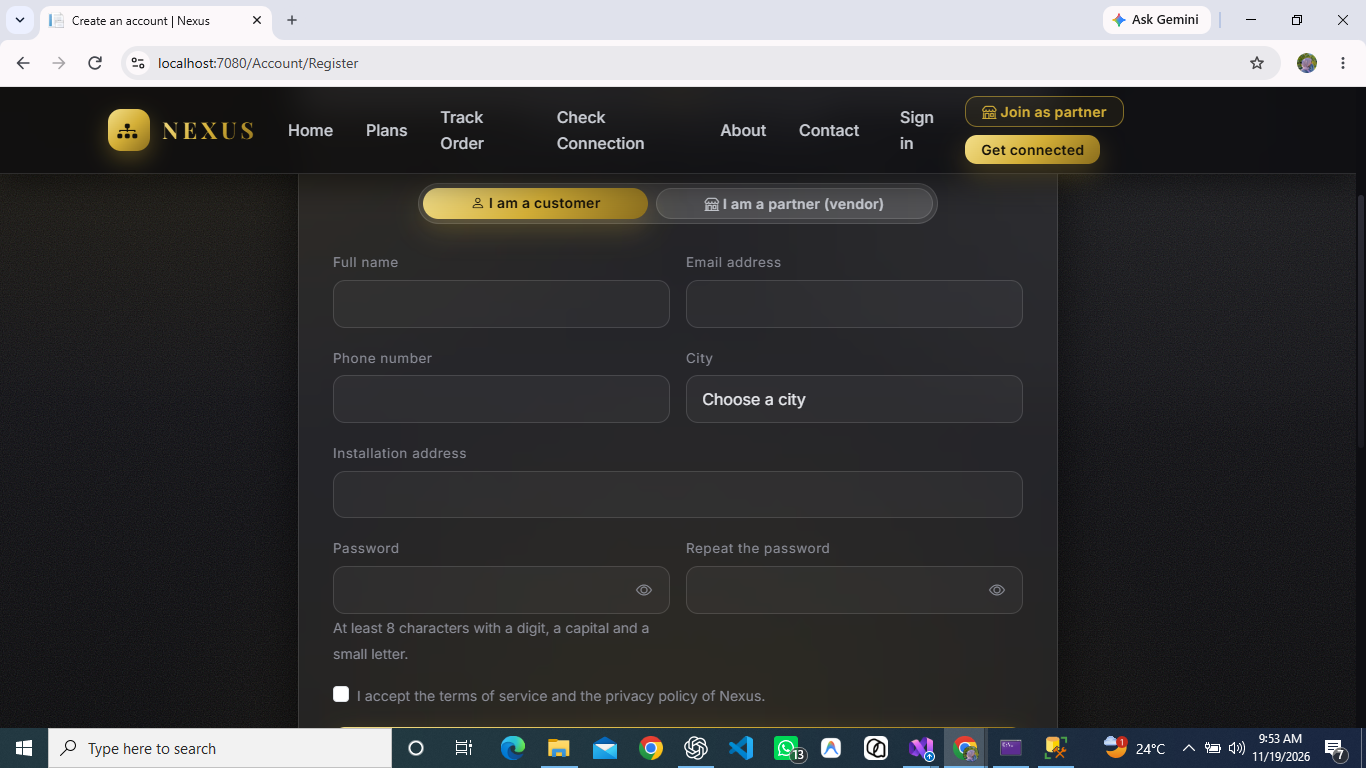 Create an account | Nexus
Ask Gemini
localhost:7080/Account/Register
NEXUS
Home
Plans
Track Order
Check Connection
About
Contact
Sign in
Join as partner
Get connected
I am a customer
I am a partner (vendor)
Full name
Email address
Phone number
City
Choose a city
Installation address
Password
Repeat the password
At least 8 characters with a digit, a capital and a
small letter.
I accept the terms of service and the privacy policy of Nexus.
Type here to search
13
1
24°C
9:53 AM
11/19/2026
7